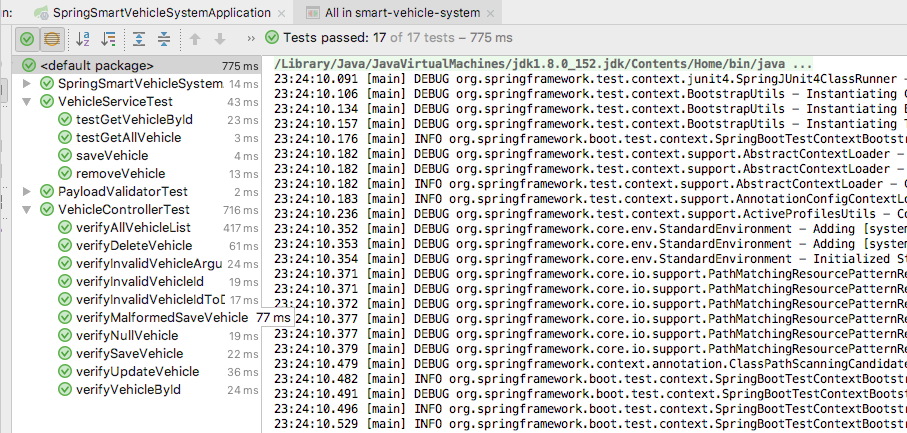 n: SpringSmartVehicleSystemApplication × All in smart-vehicle-system ×
>> Tests passed: 17 of 17 tests – 775 ms
<default package> 775 ms
SpringSmartVehicleSystem. 14 ms
VehicleServiceTest 43 ms
testGetVehicleById 23 ms
testGetAllVehicle 3 ms
saveVehicle 4 ms
removeVehicle 13 ms
PayloadValidatorTest 2 ms
VehicleControllerTest 716 ms
verifyAllVehicleList 417 ms
verifyDeleteVehicle 61 ms
verifyInvalidVehicleArgu 24 ms
verifyInvalidVehicleId 19 ms
verifyInvalidVehicleIdToD 17 ms
verifyMalformedSaveVehicle 77 ms
verifyNullVehicle 19 ms
verifySaveVehicle 22 ms
verifyUpdateVehicle 36 ms
verifyVehicleById 24 ms
/Library/Java/JavaVirtualMachines/jdk1.8.0_152.jdk/Contents/Home/bin/java ...
23:24:10.091 [main] DEBUG org.springframework.test.context.junit4.SpringJUnit4ClassRunner –
23:24:10.106 [main] DEBUG org.springframework.test.context.BootstrapUtils – Instantiating C
23:24:10.134 [main] DEBUG org.springframework.test.context.BootstrapUtils – Instantiating B
23:24:10.157 [main] DEBUG org.springframework.test.context.BootstrapUtils – Instantiating T
23:24:10.176 [main] INFO org.springframework.boot.test.context.SpringBootTestContextBootstr
23:24:10.182 [main] DEBUG org.springframework.test.context.support.AbstractContextLoader –
23:24:10.182 [main] DEBUG org.springframework.test.context.support.AbstractContextLoader –
23:24:10.182 [main] INFO org.springframework.test.context.support.AbstractContextLoader – C
23:24:10.183 [main] INFO org.springframework.test.context.support.AnnotationConfigContextLo
23:24:10.236 [main] DEBUG org.springframework.test.context.support.ActiveProfilesUtils – Co
23:24:10.352 [main] DEBUG org.springframework.core.env.StandardEnvironment – Adding [system
23:24:10.353 [main] DEBUG org.springframework.core.env.StandardEnvironment – Adding [system
23:24:10.354 [main] DEBUG org.springframework.core.env.StandardEnvironment – Initialized St
23:24:10.371 [main] DEBUG org.springframework.core.io.support.PathMatchingResourcePatternRe
23:24:10.371 [main] DEBUG org.springframework.core.io.support.PathMatchingResourcePatternRe
23:24:10.372 [main] DEBUG org.springframework.core.io.support.PathMatchingResourcePatternRe
23:24:10.377 [main] DEBUG org.springframework.core.io.support.PathMatchingResourcePatternRe
23:24:10.377 [main] DEBUG org.springframework.core.io.support.PathMatchingResourcePatternRe
23:24:10.379 [main] DEBUG org.springframework.core.io.support.PathMatchingResourcePatternRe
23:24:10.479 [main] DEBUG org.springframework.context.annotation.ClassPathScanningCandidate
23:24:10.482 [main] INFO org.springframework.boot.test.context.SpringBootTestContextBootstr
23:24:10.491 [main] DEBUG org.springframework.boot.test.context.SpringBootTestContextBootst
23:24:10.496 [main] INFO org.springframework.boot.test.context.SpringBootTestContextBootstr
23:24:10.529 [main] INFO org.springframework.boot.test.context.SpringBootTestContextBootstr